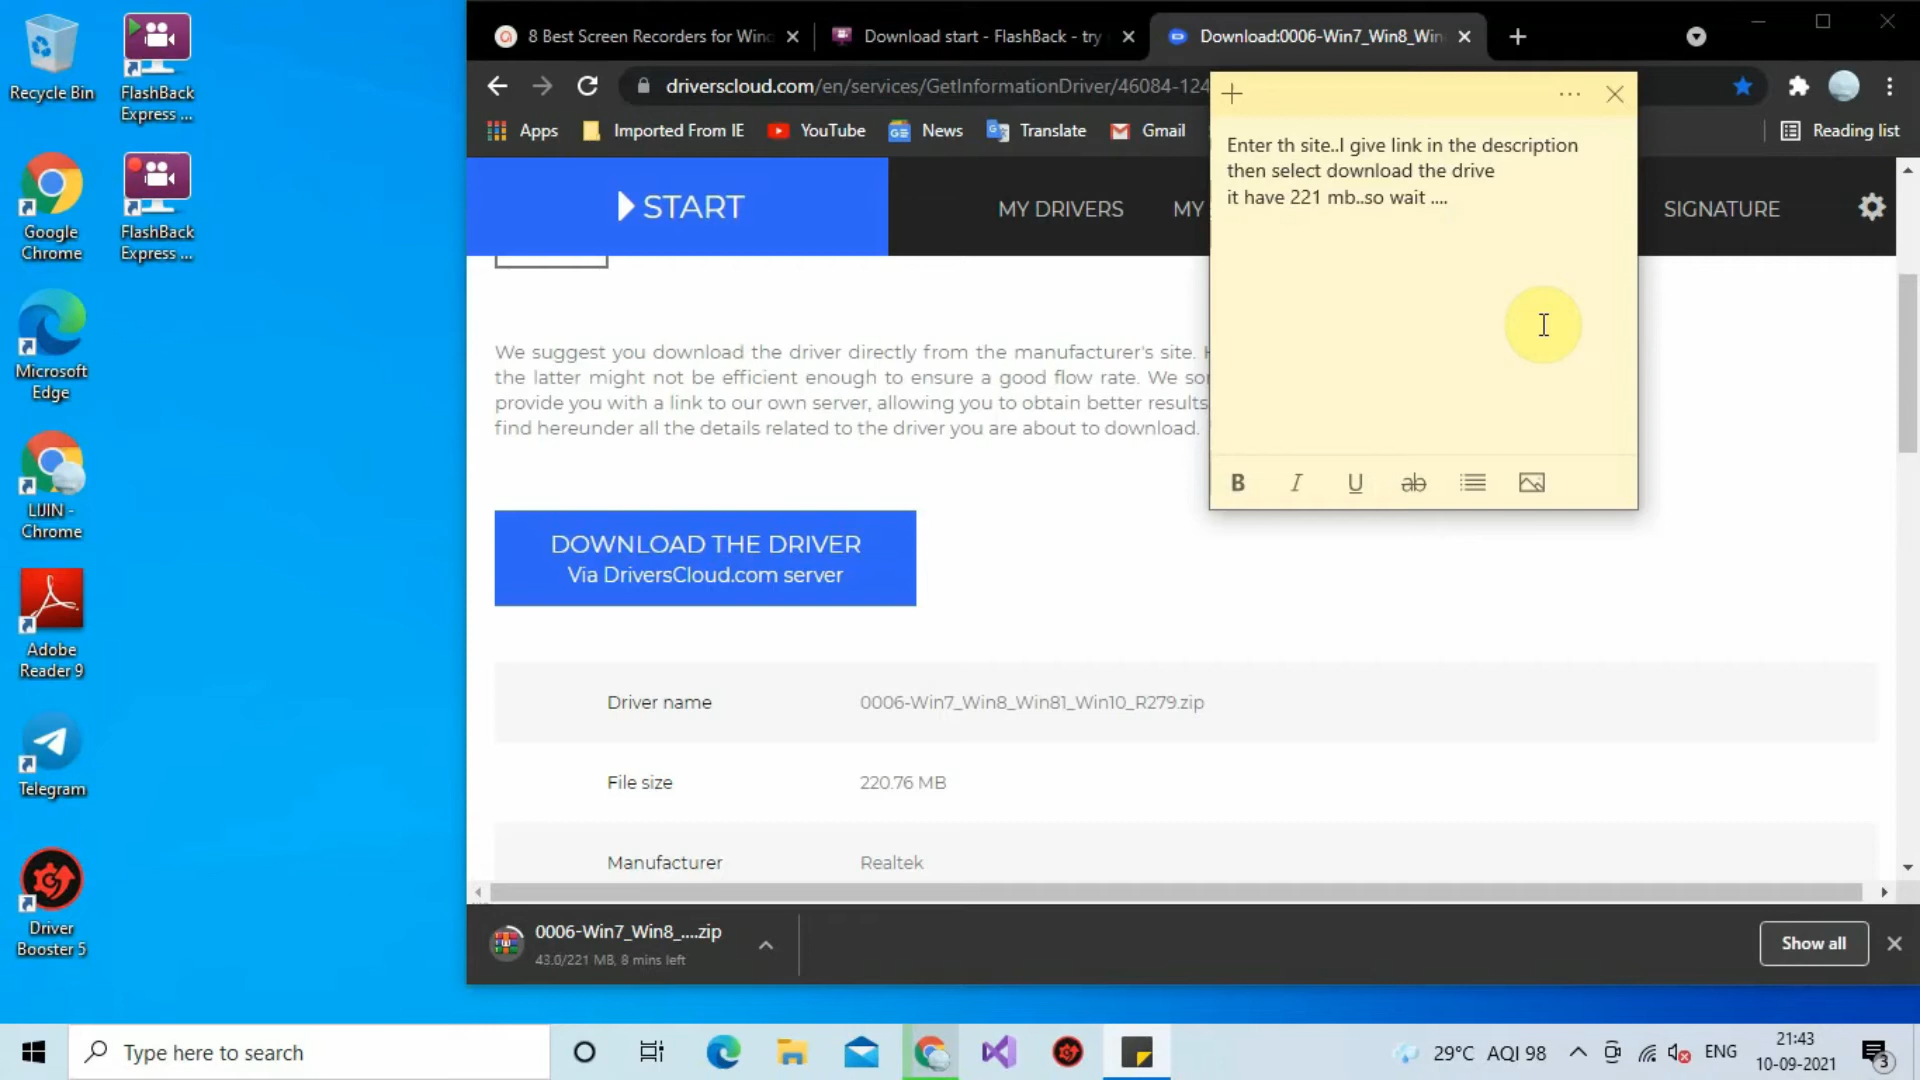 Recycle Bin
FlashBack
Express ...
Google
Chrome
FlashBack
Express ...
Microsoft
Edge
LIJIN -
Chrome
Adobe
Reader 9
Telegram
Driver
Booster 5
8 Best Screen Recorders for Wind
Download start - FlashBack - try
Download:0006-Win7_Win8_Win
driverscloud.com/en/services/GetInformationDriver/46084-124
Apps
Imported From IE
YouTube
News
Translate
Gmail
Reading list
START
MY DRIVERS
MY
SIGNATURE
Enter th site..I give link in the description
then select download the drive
it have 221 mb..so wait ....
B I U ab
We suggest you download the driver directly from the manufacturer's site.
the latter might not be efficient enough to ensure a good flow rate. We
provide you with a link to our own server, allowing you to obtain better results
find hereunder all the details related to the driver you are about to download.
DOWNLOAD THE DRIVER
Via DriversCloud.com server
Driver name 0006-Win7_Win8_Win81_Win10_R279.zip
File size 220.76 MB
Manufacturer Realtek
0006-Win7_Win8_....zip
43.0/221 MB, 8 mins left
Show all
Type here to search
29°C AQI 98
ENG
21:43
10-09-2021
3